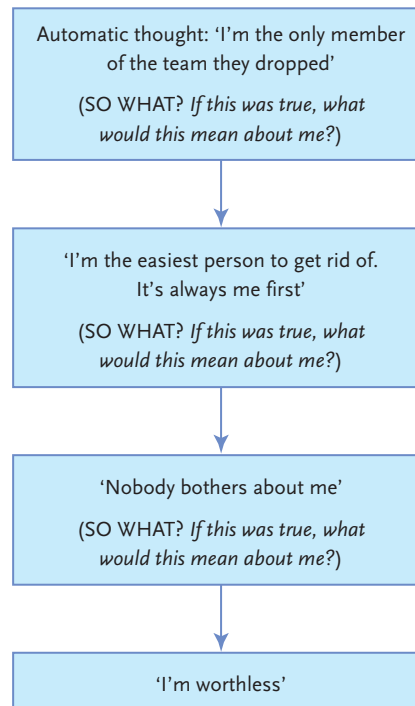 Automatic thought: ‘I’m the only member
of the team they dropped’
(SO WHAT? If this was true, what
would this mean about me?)
‘I’m the easiest person to get rid of.
It’s always me first’
(SO WHAT? If this was true, what
would this mean about me?)
‘Nobody bothers about me’
(SO WHAT? If this was true, what
would this mean about me?)
‘I’m worthless’